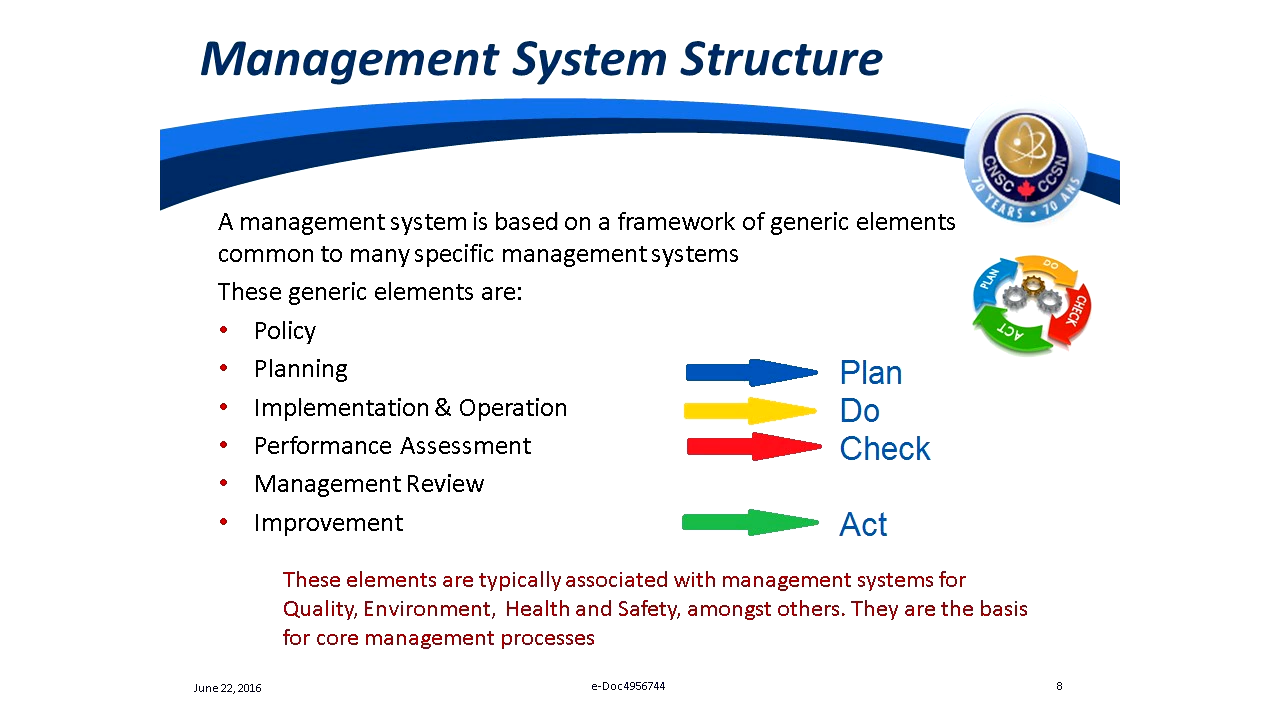 Management System Structure
CNSC CCSN
70 YEARS • 70 ANS
A management system is based on a framework of generic elements
common to many specific management systems
These generic elements are:
PLAN
DO
CHECK
ACT
• Policy
• Planning
Plan
• Implementation & Operation
Do
• Performance Assessment
Check
• Management Review
• Improvement
Act
These elements are typically associated with management systems for
Quality, Environment, Health and Safety, amongst others. They are the basis
for core management processes
June 22, 2016
e-Doc4956744
8